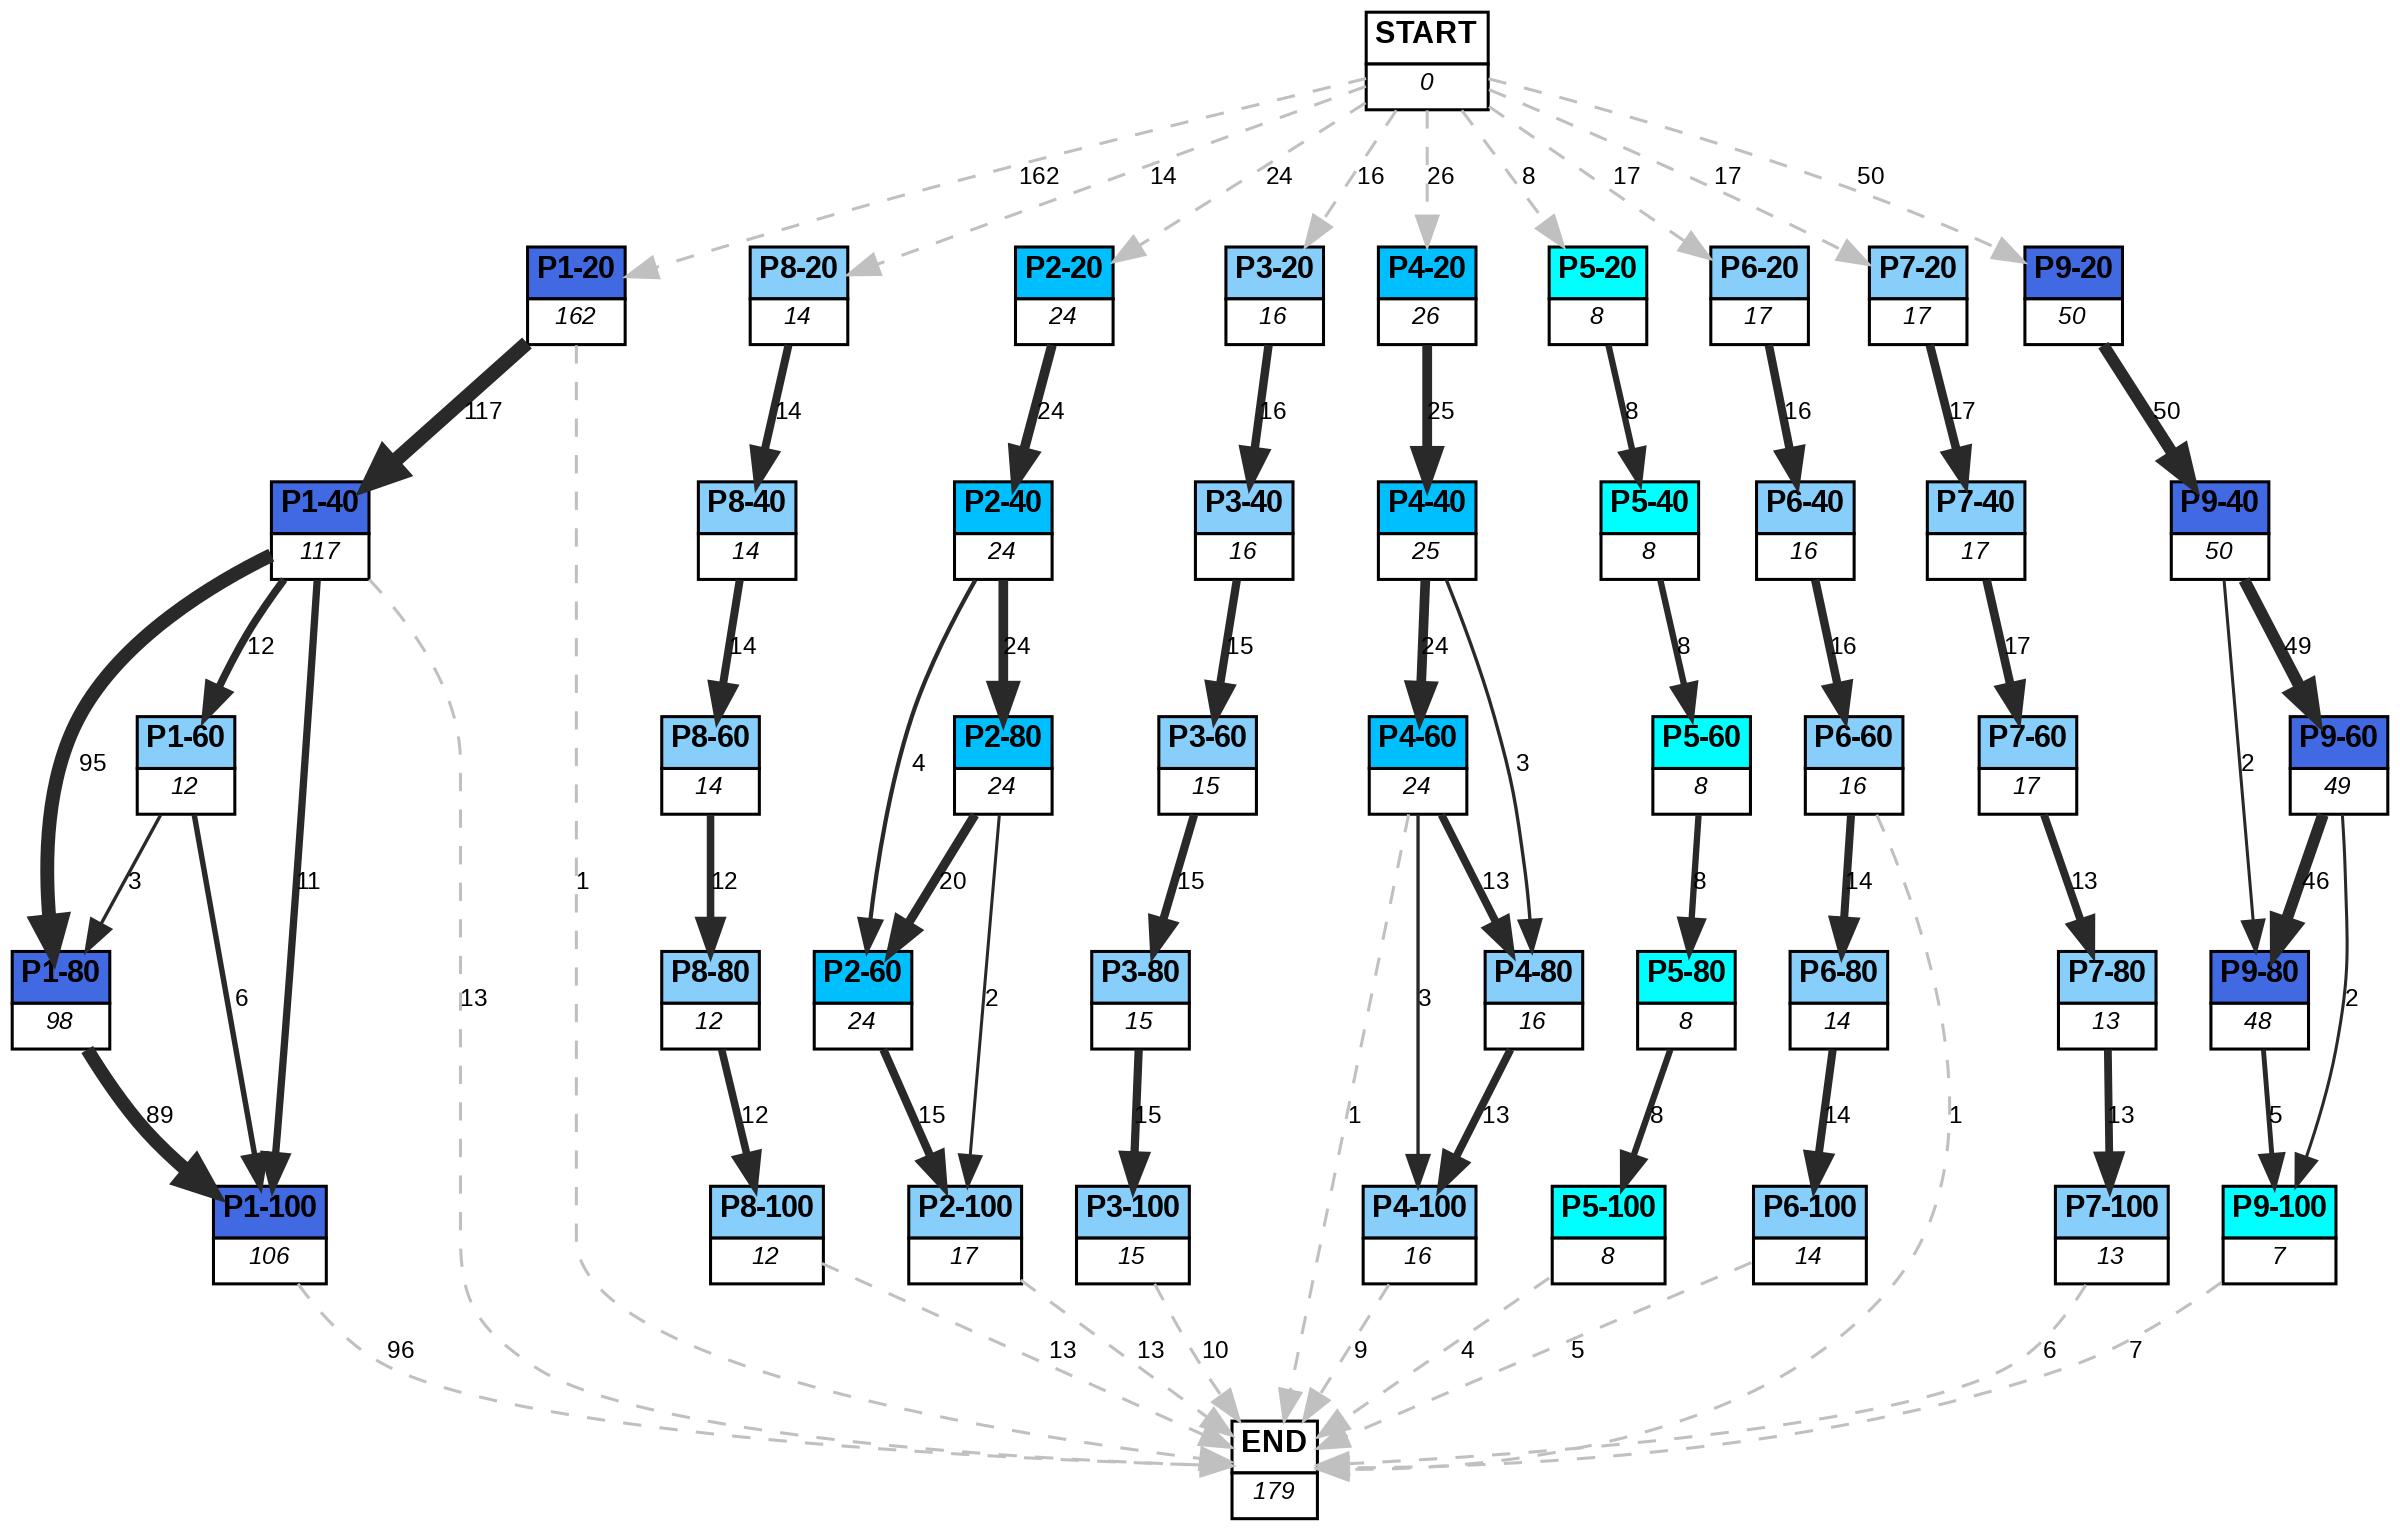 START
0
162
14
24
16
26
8
17
17
50
P1-20
162
P8-20
14
P2-20
24
P3-20
16
P4-20
26
P5-20
8
P6-20
17
P7-20
17
P9-20
50
117
14
24
16
25
8
16
17
50
P1-40
117
P8-40
14
P2-40
24
P3-40
16
P4-40
25
P5-40
8
P6-40
16
P7-40
17
P9-40
50
12
14
24
15
24
8
16
17
49
95
P1-60
12
P8-60
14
4
P2-80
24
P3-60
15
P4-60
24
3
P5-60
8
P6-60
16
P7-60
17
2
P9-60
49
3
11
1
12
20
15
13
8
14
13
46
P1-80
98
6
13
P8-80
12
P2-60
24
2
P3-80
15
3
P4-80
16
P5-80
8
P6-80
14
P7-80
13
P9-80
48
2
89
12
15
15
1
13
8
14
1
13
5
P1-100
106
P8-100
12
P2-100
17
P3-100
15
P4-100
16
P5-100
8
P6-100
14
P7-100
13
P9-100
7
96
13
13
10
9
4
5
6
7
END
179